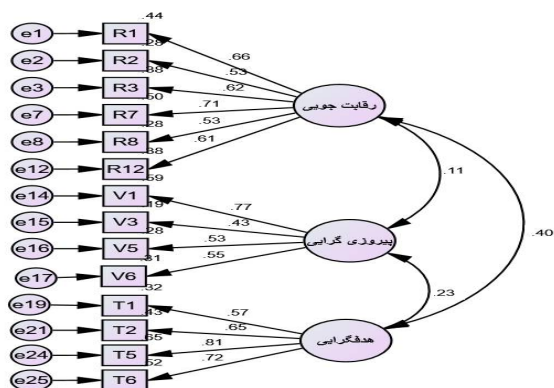 .44
e1 R1
.28 .66
e2 R2
.38 .53
e3 R3 .62
.50 رقابت جویی
e7 R7 .71
.28 .53
e8 R8
.38 .61
e12 R12
.59 .11
e14 V1 .77
.19 .43 .40
e15 V3
.28 پیروزی گرایی
e16 V5 .53
.31 .55
e17 V6
.32 .23
e19 T1 .57
.43 .65
e21 T2 هدفگرایی
.65 .81
e24 T5
.52 .72
e25 T6